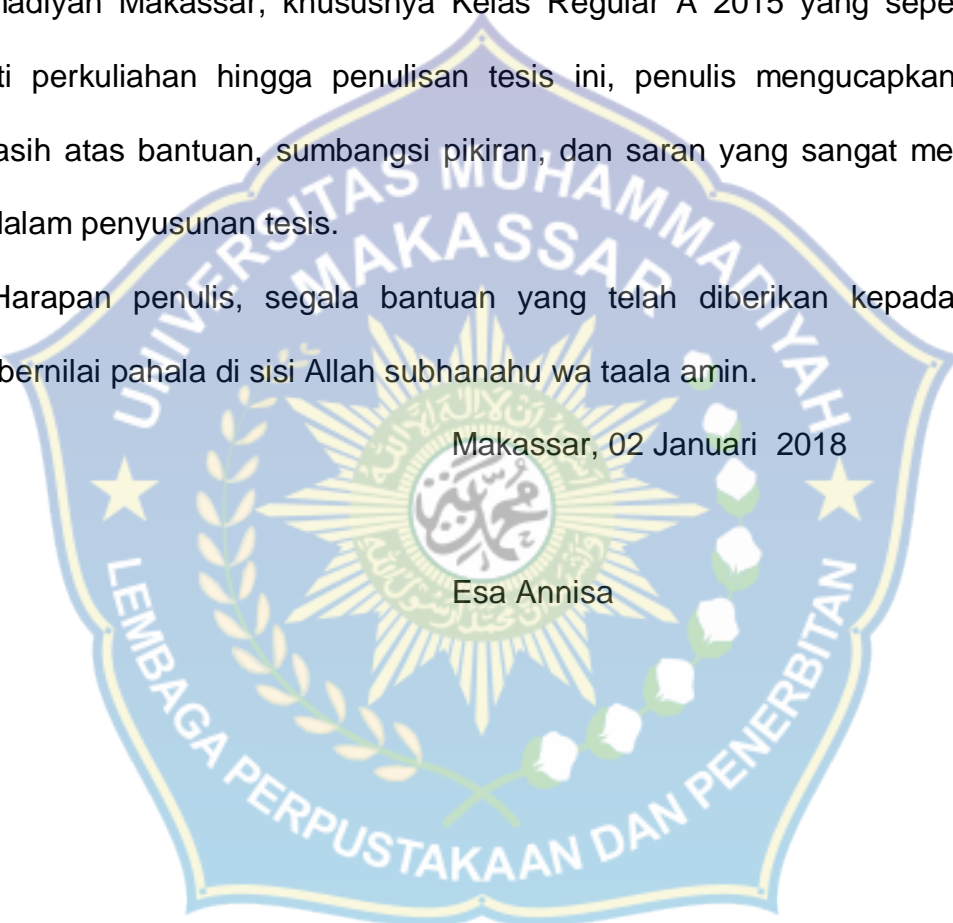 madiyah Makassar, khususnya Kelas Regular A 2015 yang sepe
ti perkuliahan hingga penulisan tesis ini, penulis mengucapkan
asih atas bantuan, sumbangsi pikiran, dan saran yang sangat me
dalam penyusunan tesis.
Harapan penulis, segala bantuan yang telah diberikan kepada
bernilai pahala di sisi Allah subhanahu wa taala amin.
Makassar, 02 Januari 2018
Esa Annisa
UNIVERSITAS MUHAMMADIYAH
MAKASSAR
محمدية
LEMBAGA PERPUSTAKAAN DAN PENERBITAN